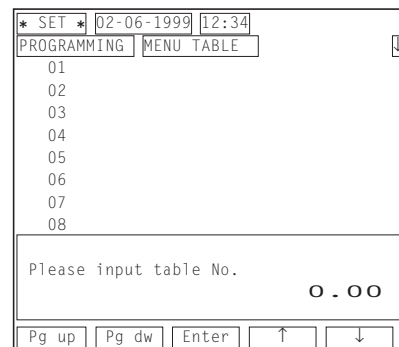 * SET * 02-06-1999 12:34
PROGRAMMING MENU TABLE ↓
01
02
03
04
05
06
07
08
Please input table No.
0.00
Pg up Pg dw Enter ↑ ↓